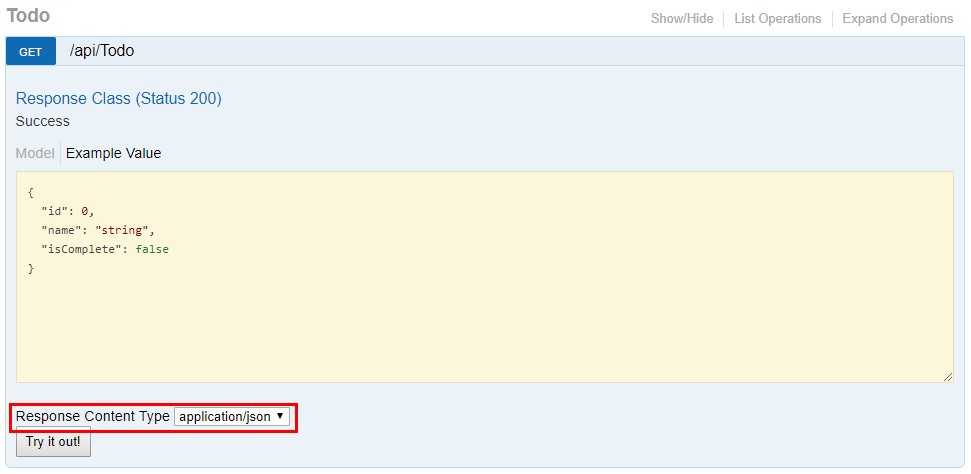 Todo
Show/Hide List Operations Expand Operations
GET /api/Todo
Response Class (Status 200)
Success
Model Example Value
{
  "id": 0,
  "name": "string",
  "isComplete": false
}
Response Content Type application/json
Try it out!